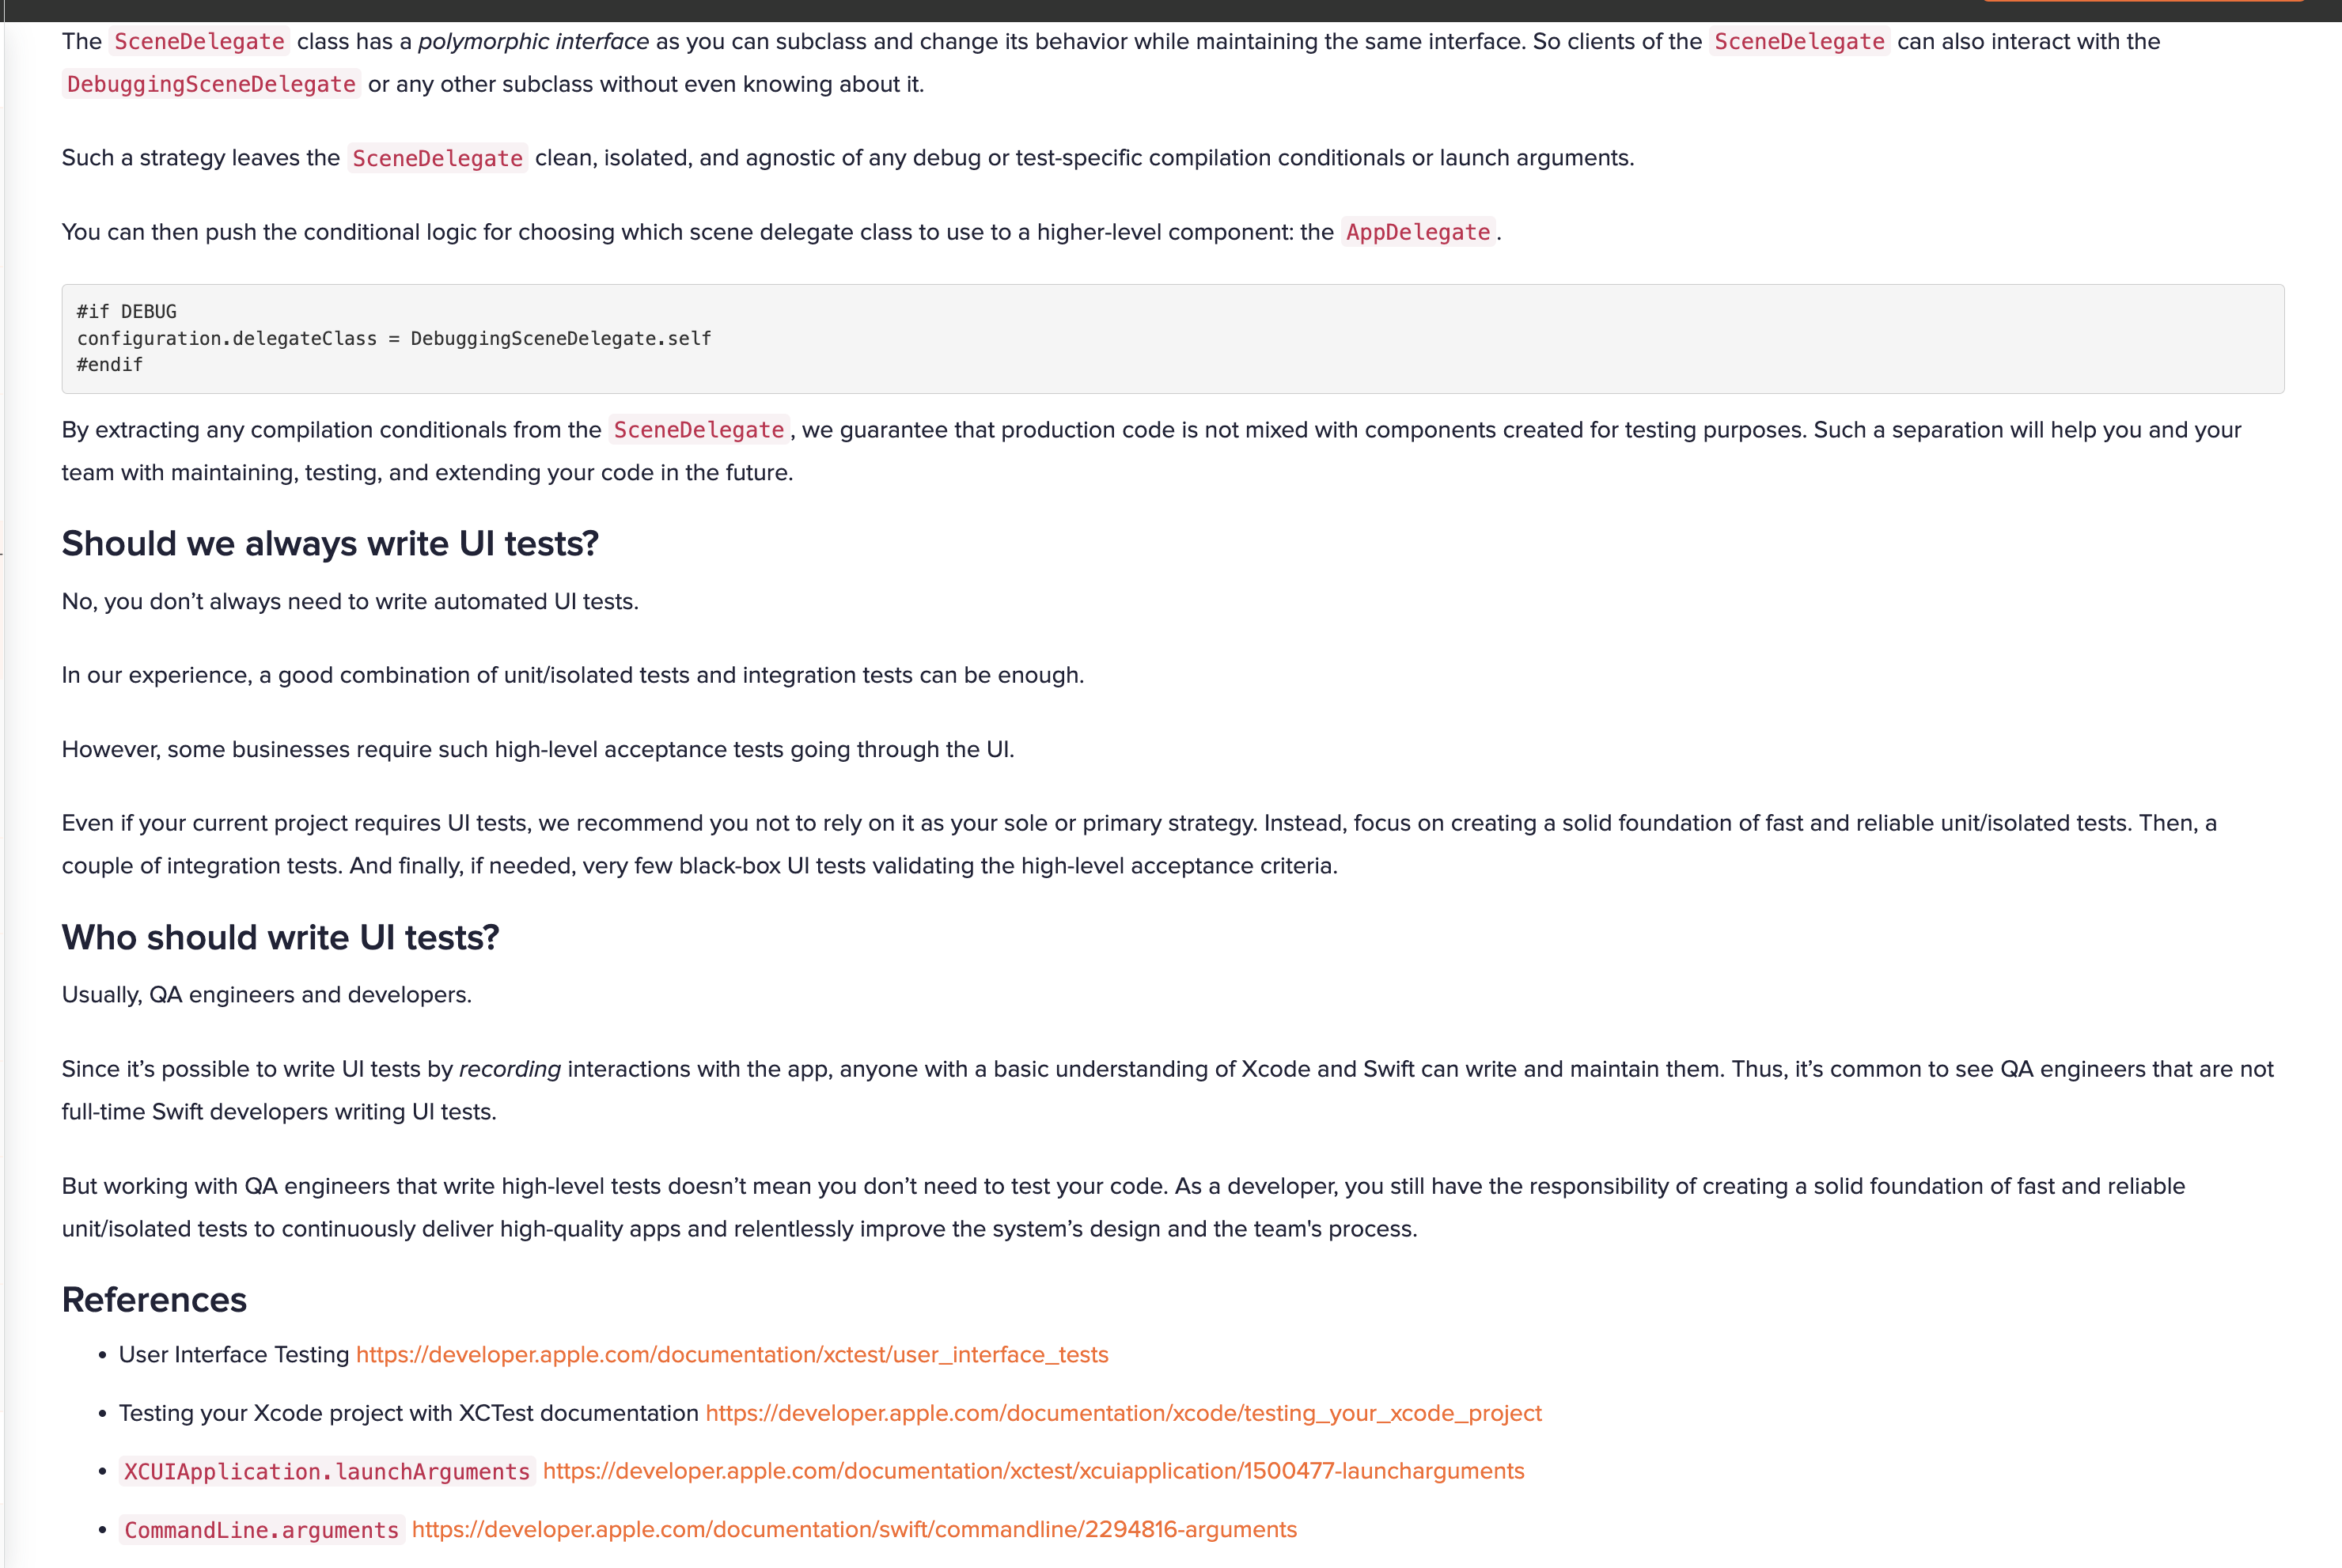 The SceneDelegate class has a polymorphic interface as you can subclass and change its behavior while maintaining the same interface. So clients of the SceneDelegate can also interact with the
DebuggingSceneDelegate or any other subclass without even knowing about it.
Such a strategy leaves the SceneDelegate clean, isolated, and agnostic of any debug or test-specific compilation conditionals or launch arguments.
You can then push the conditional logic for choosing which scene delegate class to use to a higher-level component: the AppDelegate.
#if DEBUG
configuration.delegateClass = DebuggingSceneDelegate.self
#endif
By extracting any compilation conditionals from the SceneDelegate, we guarantee that production code is not mixed with components created for testing purposes. Such a separation will help you and your
team with maintaining, testing, and extending your code in the future.
Should we always write UI tests?
No, you don’t always need to write automated UI tests.
In our experience, a good combination of unit/isolated tests and integration tests can be enough.
However, some businesses require such high-level acceptance tests going through the UI.
Even if your current project requires UI tests, we recommend you not to rely on it as your sole or primary strategy. Instead, focus on creating a solid foundation of fast and reliable unit/isolated tests. Then, a
couple of integration tests. And finally, if needed, very few black-box UI tests validating the high-level acceptance criteria.
Who should write UI tests?
Usually, QA engineers and developers.
Since it’s possible to write UI tests by recording interactions with the app, anyone with a basic understanding of Xcode and Swift can write and maintain them. Thus, it’s common to see QA engineers that are not
full-time Swift developers writing UI tests.
But working with QA engineers that write high-level tests doesn’t mean you don’t need to test your code. As a developer, you still have the responsibility of creating a solid foundation of fast and reliable
unit/isolated tests to continuously deliver high-quality apps and relentlessly improve the system’s design and the team's process.
References
• User Interface Testing https://developer.apple.com/documentation/xctest/user_interface_tests
• Testing your Xcode project with XCTest documentation https://developer.apple.com/documentation/xcode/testing_your_xcode_project
• XCUIApplication.launchArguments https://developer.apple.com/documentation/xctest/xcuiapplication/1500477-launcharguments
• CommandLine.arguments https://developer.apple.com/documentation/swift/commandline/2294816-arguments